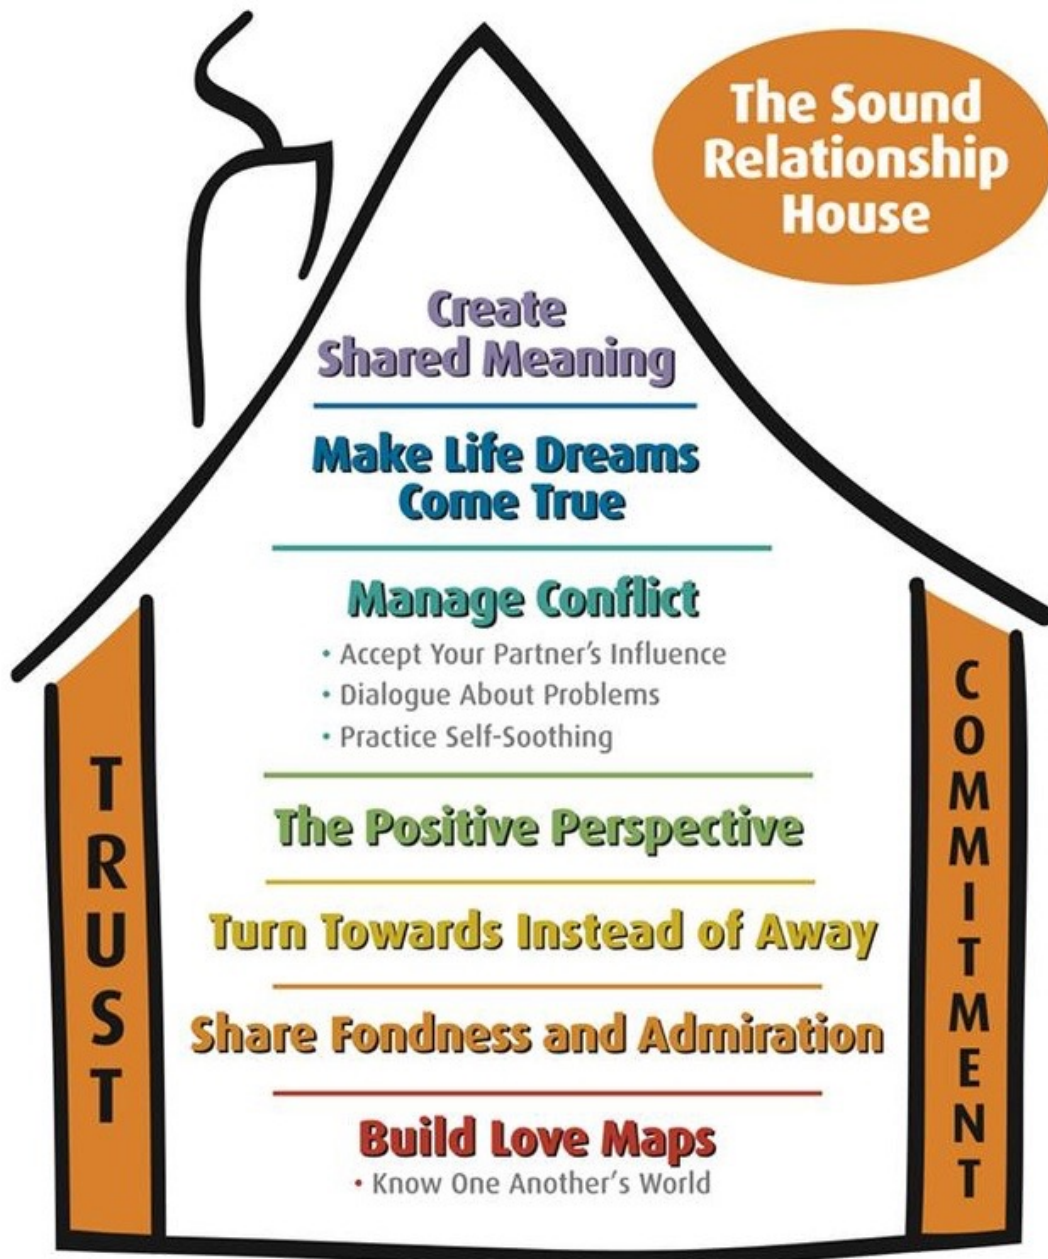 The Sound
Relationship
House
Create
Shared Meaning
Make Life Dreams
Come True
Manage Conflict
• Accept Your Partner's Influence
• Dialogue About Problems
• Practice Self-Soothing
The Positive Perspective
Turn Towards Instead of Away
Share Fondness and Admiration
Build Love Maps
• Know One Another's World
TRUST
COMMITMENT